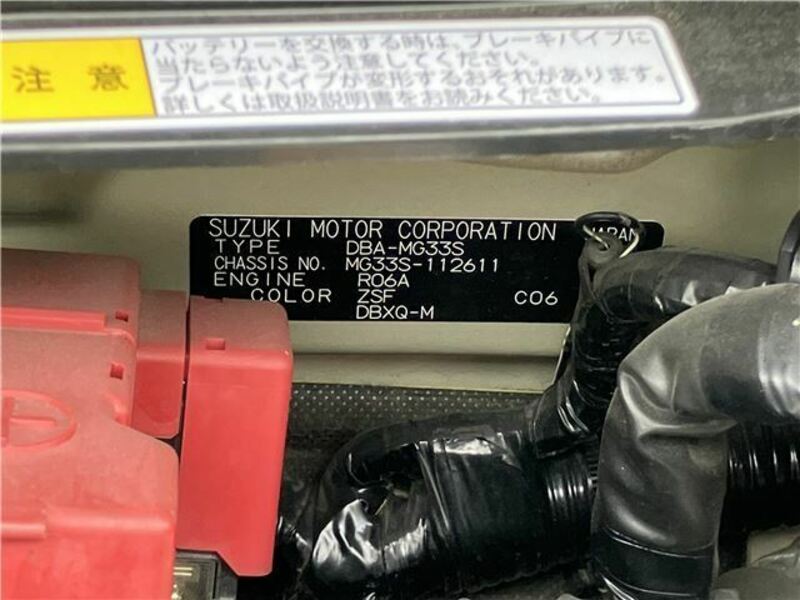 注 意
バッテリーを交換する時は、ブレーキパイプに
当たらないよう注意してください。
ブレーキパイプが変形するおそれがあります。
詳しくは取扱説明書をお読みください。
SUZUKI MOTOR CORPORATION JAPAN
TYPE DBA-MG33S
CHASSIS NO. MG33S-112611
ENGINE R06A
COLOR ZSF C06
DBXQ-M